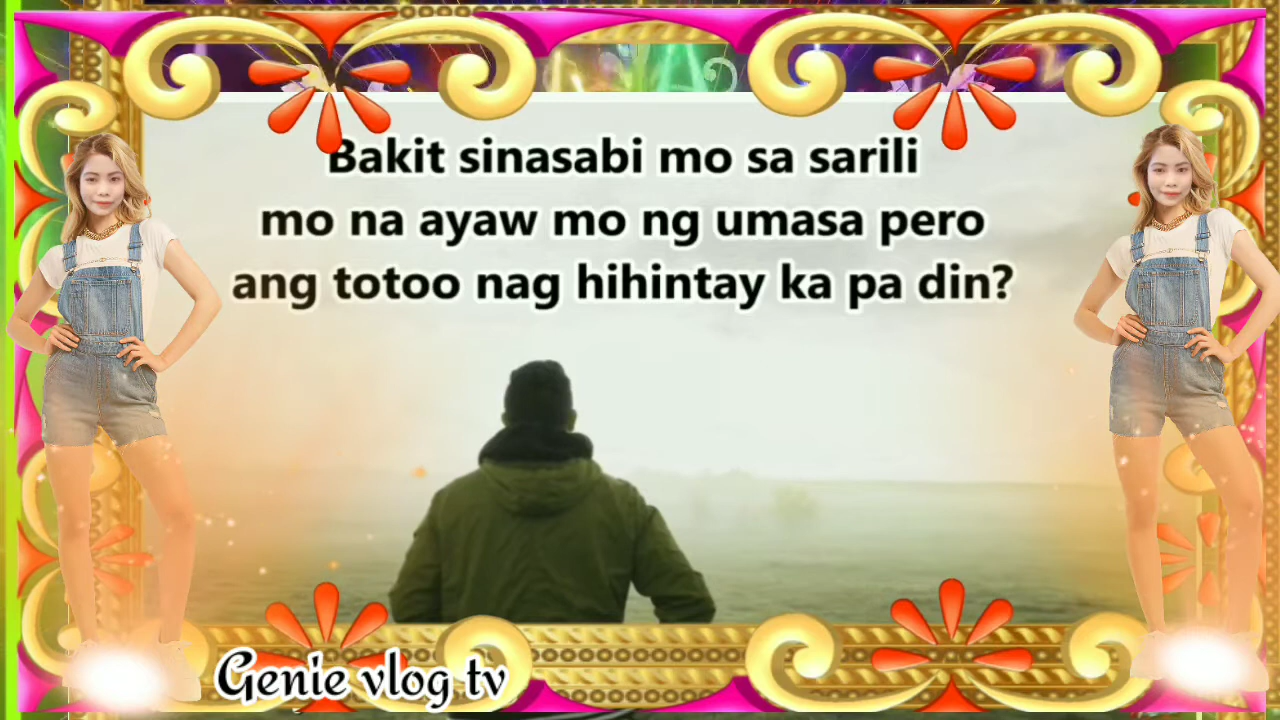 Bakit sinasabi mo sa sarili
mo na ayaw mo ng umasa pero
ang totoo nag hihintay ka pa din?
Genie vlog tv